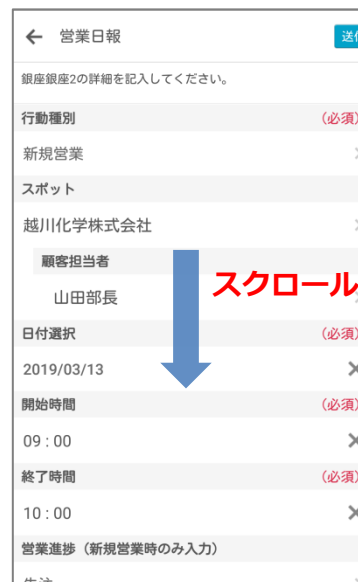 ← 営業日報
送信
銀座銀座2の詳細を記入してください。
行動種別 (必須)
新規営業
スポット
越川化学株式会社
顧客担当者
スクロール
山田部長
日付選択 (必須)
2019/03/13 ×
開始時間 (必須)
09 : 00 ×
終了時間 (必須)
10 : 00 ×
営業進捗（新規営業時のみ入力）